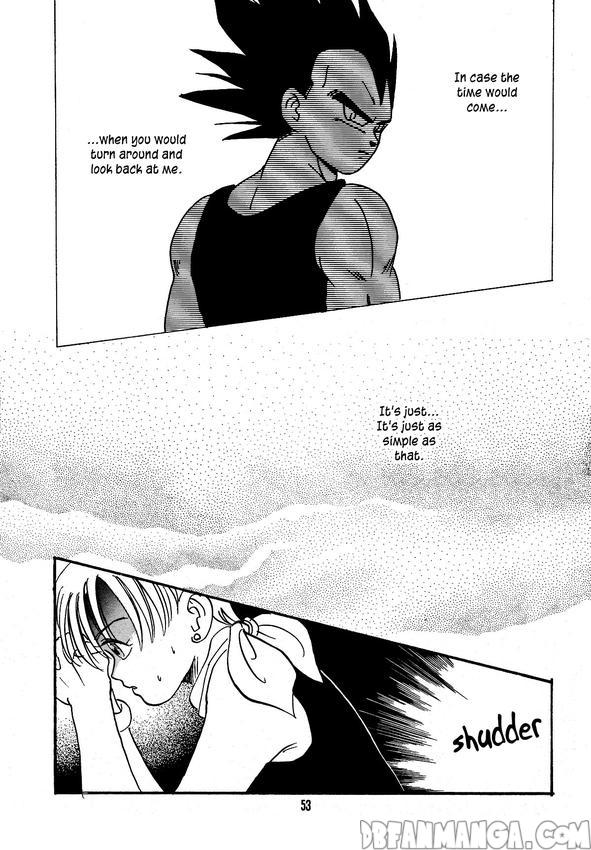 In case the
time would
come...
...when you would
turn around and
look back at me.
It's just...
It's just as
simple as
that.
shudder
53
DBFANMANGA.COM